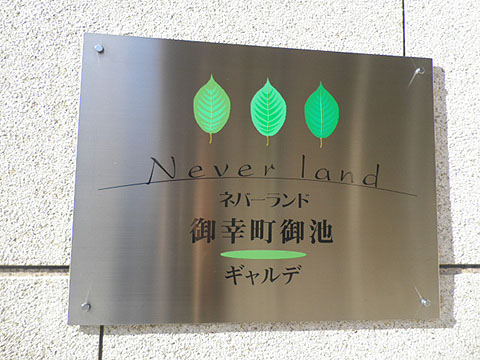 Never land
ネバーランド
御幸町御池
ギャルデ